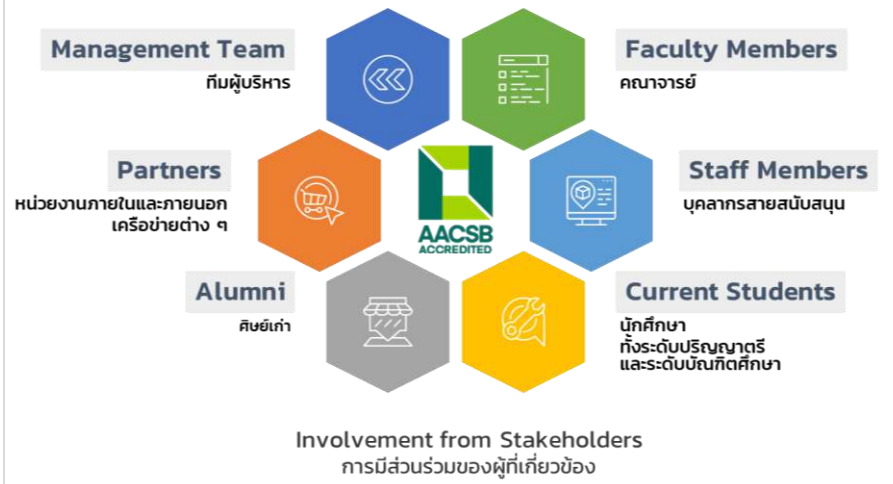 Management Team
ทีมผู้บริหาร
Faculty Members
คณาจารย์
Partners
หน่วยงานภายในและภายนอก
เครือข่ายต่าง ๆ
AACSB
ACCREDITED
Staff Members
บุคลากรสายสนับสนุน
Alumni
ศิษย์เก่า
Current Students
นักศึกษา
ทั้งระดับปริญญาตรี
และระดับบัณฑิตศึกษา
Involvement from Stakeholders
การมีส่วนร่วมของผู้ที่เกี่ยวข้อง